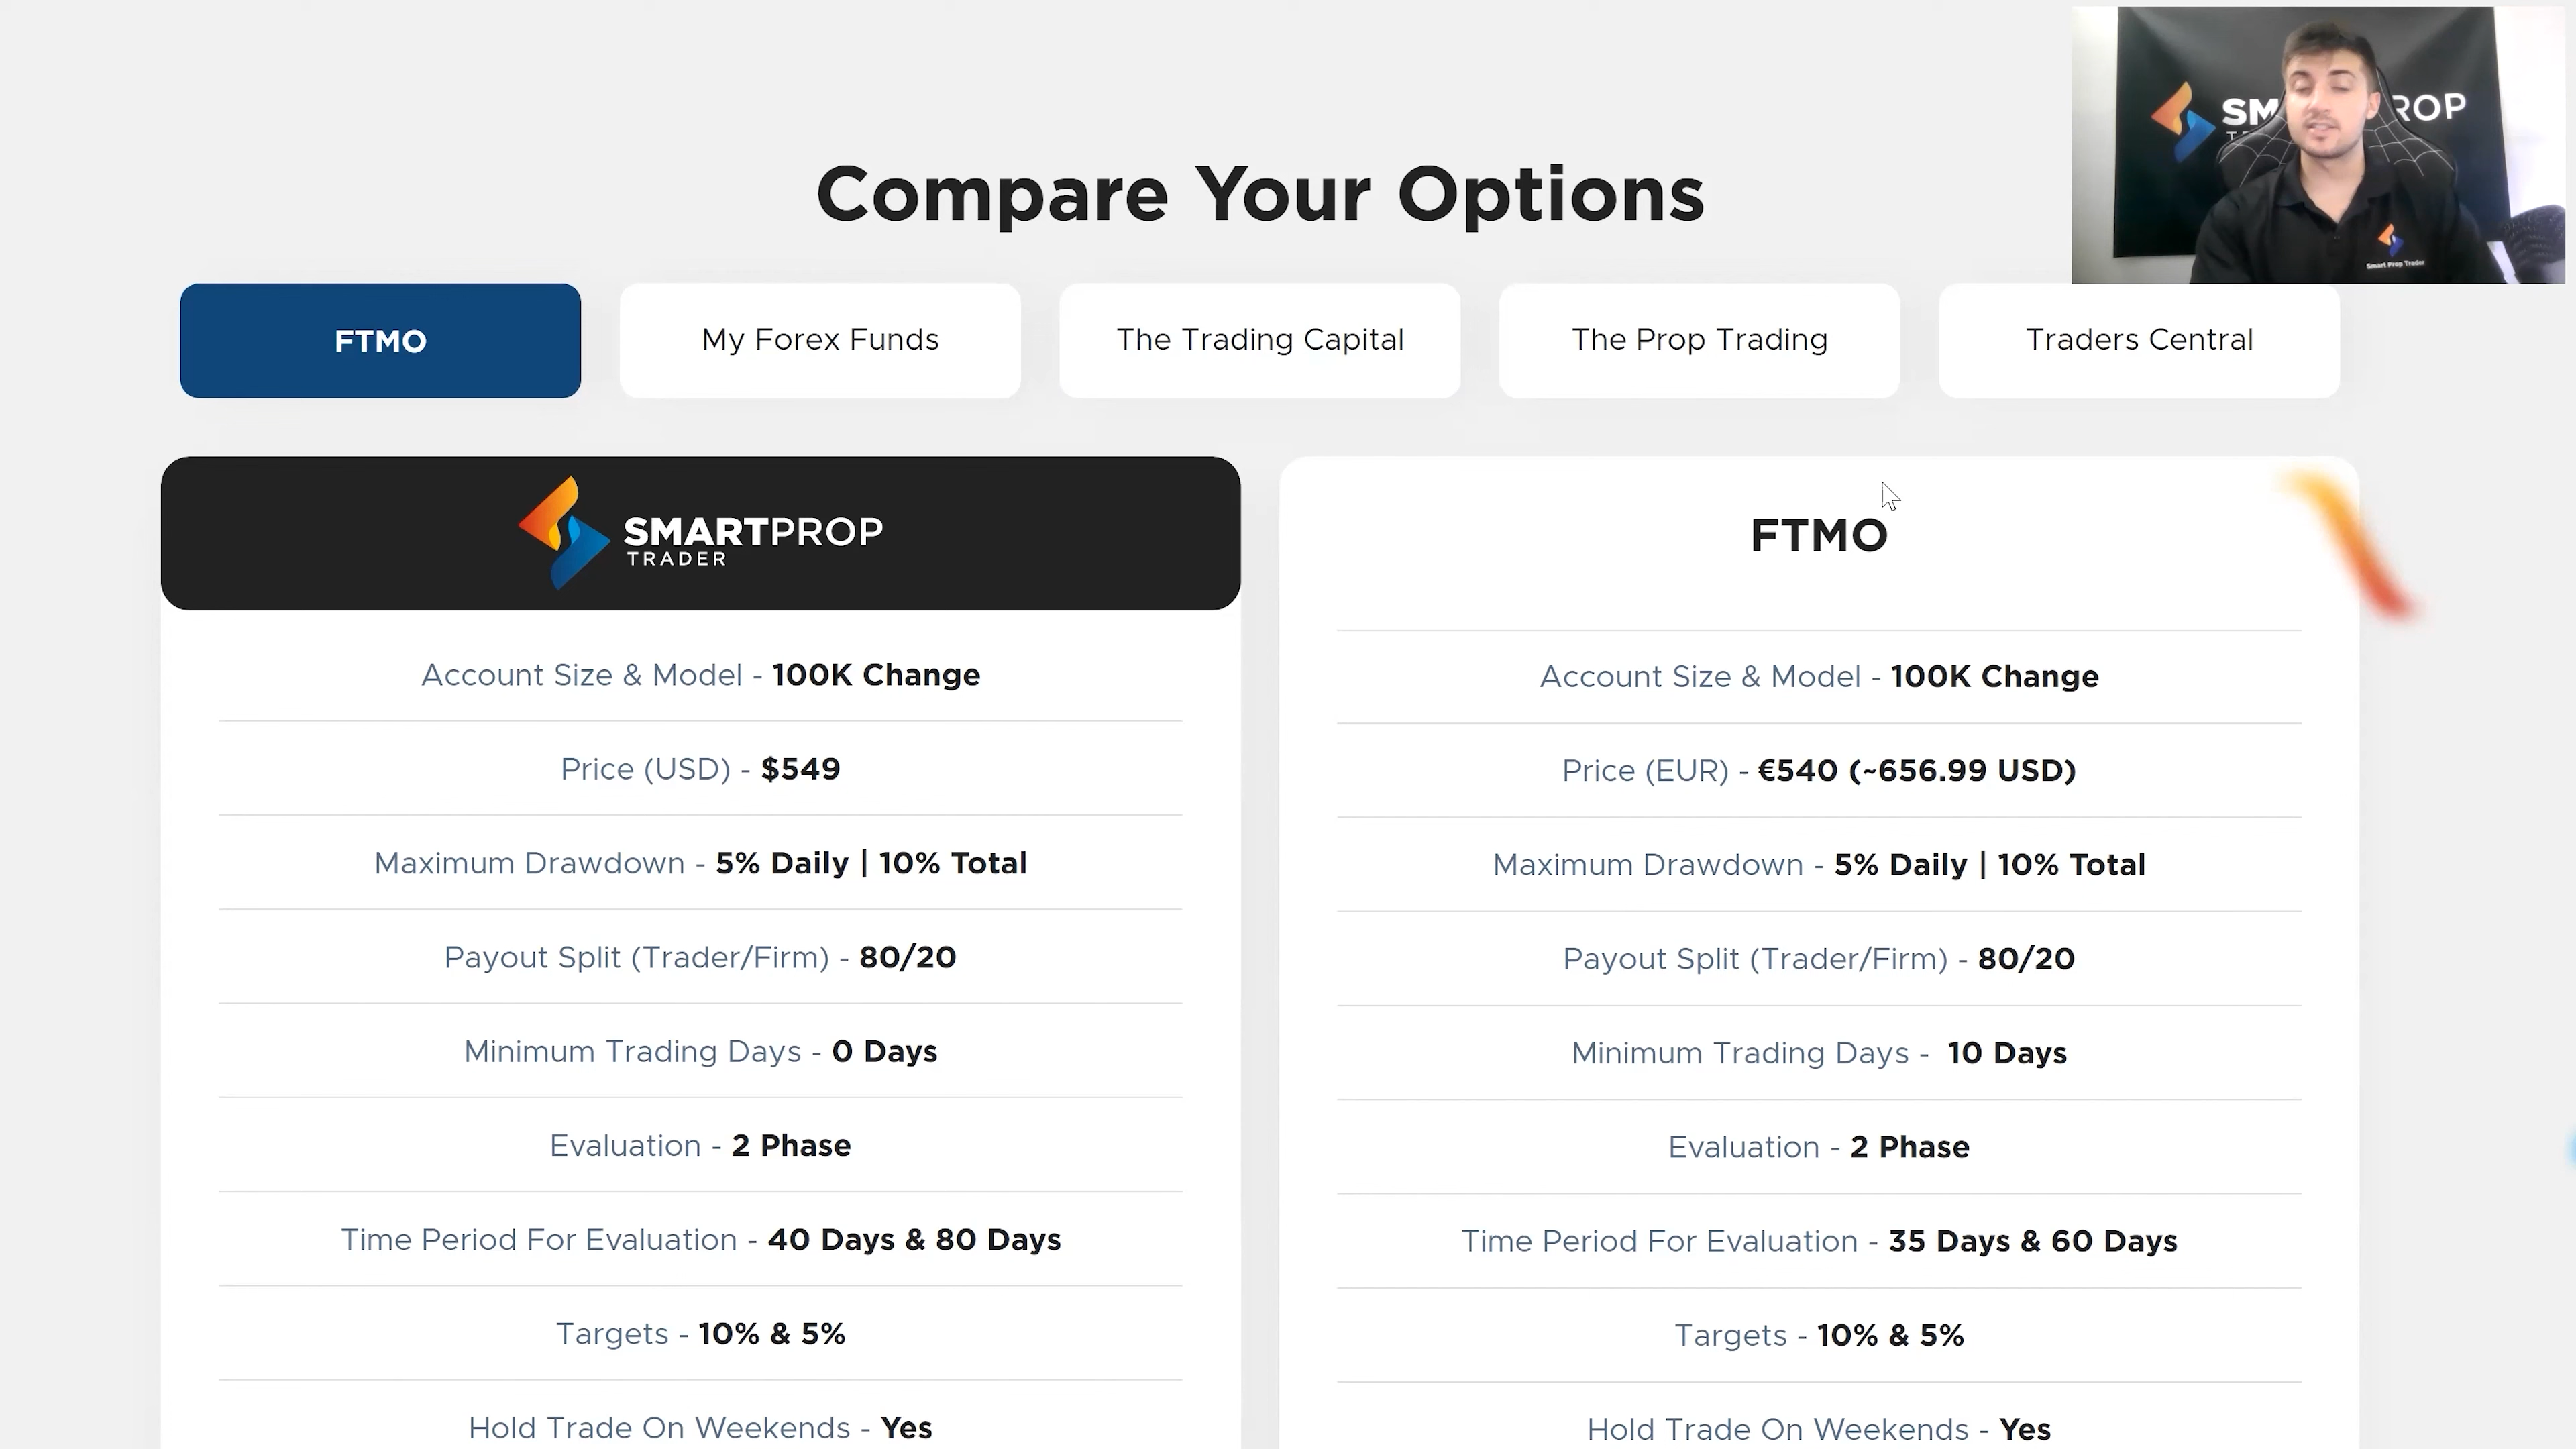 SM ROP
T
Smart Prop Trader
Compare Your Options
FTMO
My Forex Funds
The Trading Capital
The Prop Trading
Traders Central
SMARTPROP
TRADER
Account Size & Model - 100K Change
Price (USD) - $549
Maximum Drawdown - 5% Daily | 10% Total
Payout Split (Trader/Firm) - 80/20
Minimum Trading Days - 0 Days
Evaluation - 2 Phase
Time Period For Evaluation - 40 Days & 80 Days
Targets - 10% & 5%
Hold Trade On Weekends - Yes
FTMO
Account Size & Model - 100K Change
Price (EUR) - €540 (~656.99 USD)
Maximum Drawdown - 5% Daily | 10% Total
Payout Split (Trader/Firm) - 80/20
Minimum Trading Days - 10 Days
Evaluation - 2 Phase
Time Period For Evaluation - 35 Days & 60 Days
Targets - 10% & 5%
Hold Trade On Weekends - Yes